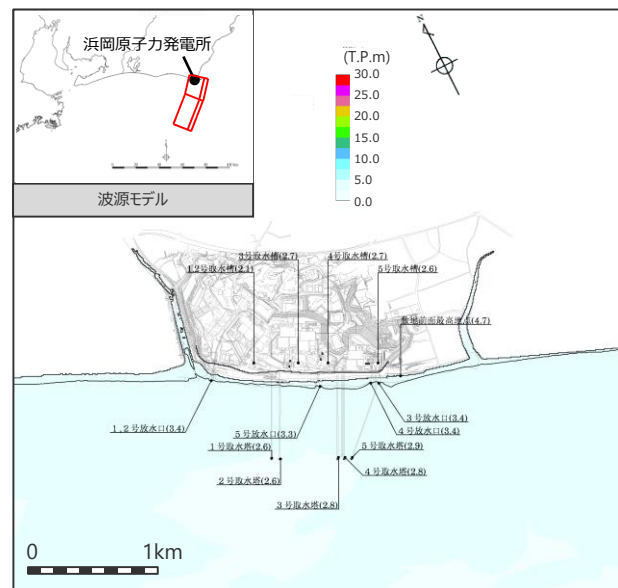 浜岡原子力発電所
波源モデル
(T.P.m)
30.0
25.0
20.0
15.0
10.0
5.0
0.0
N
3号取水槽(2.7)
4号取水槽(2.7)
1,2号取水槽(2.1)
5号取水槽(2.6)
敷地前面最高地点(4.7)
1,2号放水口(3.4)
5号放水口(3.3)
3号放水口(3.4)
4号放水口(3.4)
1号取水塔(2.6)
2号取水塔(2.6)
5号取水塔(2.9)
4号取水塔(2.8)
3号取水塔(2.8)
0 1km